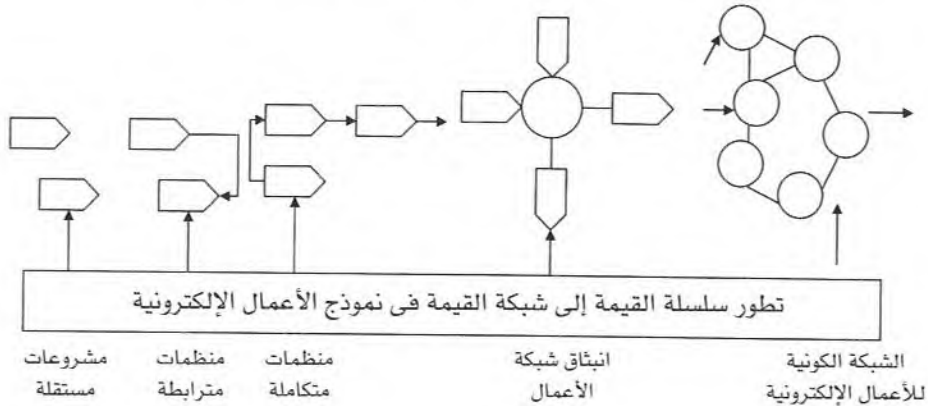 تطور سلسلة القيمة إلى شبكة القيمة فى نموذج الأعمال الإلكترونية
مشروعات مستقلة
منظمات مترابطة
منظمات متكاملة
انبثاق شبكة الأعمال
الشبكة الكونية للأعمال الإلكترونية